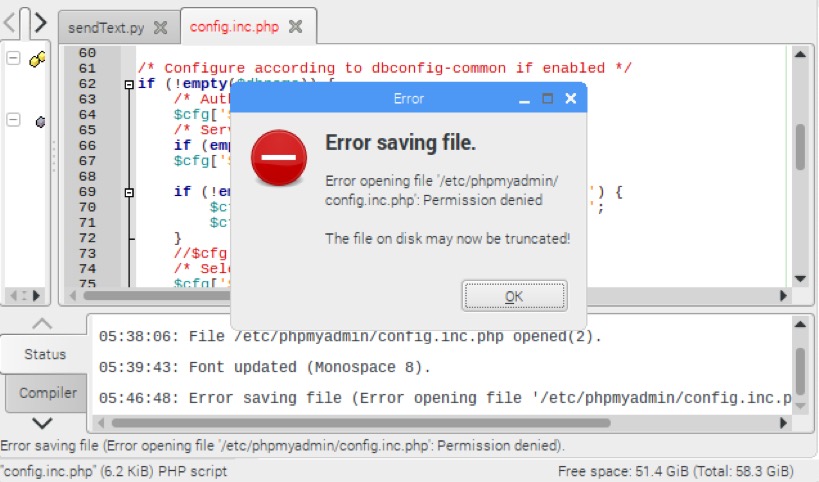 sendText.py
config.inc.php
60
61 /* Configure according to dbconfig-common if enabled */
62 if (!empty($dbname)) {
63 /* Aut
64 $cfg['S
65 /* Serv
66 if (emp
67 $cfg['S
68
69 if (!em ') {
70 $cf ';
71 $cf
72 }
73 //$cfg
74 /* Sele
75 $cfg['S
Error
Error saving file.
Error opening file '/etc/phpmyadmin/
config.inc.php': Permission denied
The file on disk may now be truncated!
OK
Status
Compiler
05:38:06: File /etc/phpmyadmin/config.inc.php opened(2).
05:39:43: Font updated (Monospace 8).
05:46:48: Error saving file (Error opening file '/etc/phpmyadmin/config.inc.p
Error saving file (Error opening file '/etc/phpmyadmin/config.inc.php': Permission denied).
"config.inc.php" (6.2 KiB) PHP script
Free space: 51.4 GiB (Total: 58.3 GiB)